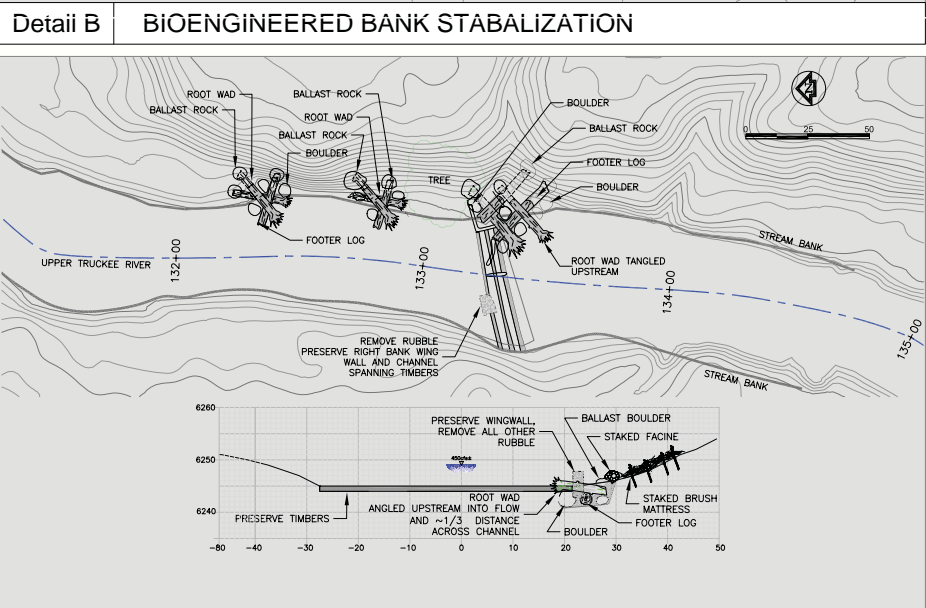 Detail B
BiOENGiNEERED BANK STABALiZATiON
ROOT WAD
BALLAST ROCK
BALLAST ROCK
ROOT WAD
BALLAST ROCK
BOULDER
BOULDER
BALLAST ROCK
FOOTER LOG
BOULDER
TREE
N
0 25 50
FOOTER LOG
ROOT WAD TANGLED
UPSTREAM
STREAM BANK
UPPER TRUCKEE RIVER
132+00
133+00
134+00
135+00
REMOVE RUBBLE
PRESERVE RIGHT BANK WING
WALL AND CHANNEL
SPANNING TIMBERS
STREAM BANK
6260
6250
6240
PRESERVE WINGWALL,
REMOVE ALL OTHER
RUBBLE
BALLAST BOULDER
STAKED FACINE
450cfs±
ROOT WAD
ANGLED UPSTREAM INTO FLOW
AND ~1/3 DISTANCE
ACROSS CHANNEL
PRESERVE TIMBERS
STAKED BRUSH
MATTRESS
FOOTER LOG
BOULDER
-40 -30 -20 -10 0 10 20 30 40 50